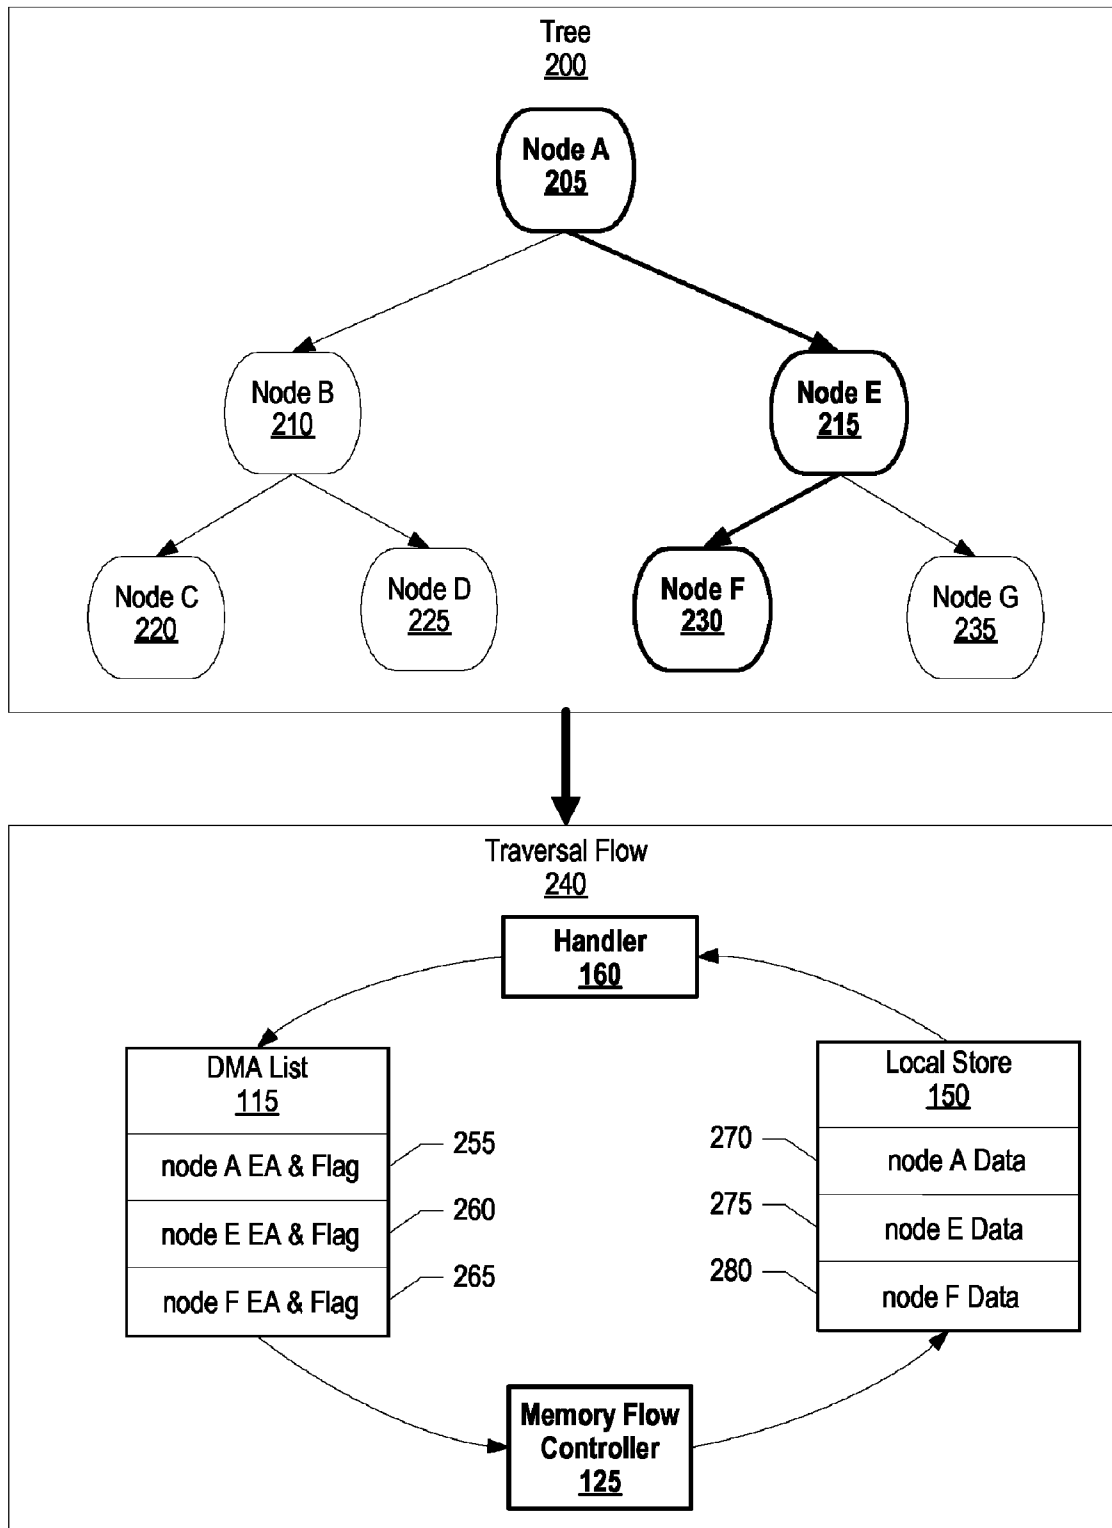 Tree
200
Node A
205
Node B
210
Node E
215
Node C
220
Node D
225
Node F
230
Node G
235
Traversal Flow
240
Handler
160
DMA List
115
node A EA & Flag
255
node E EA & Flag
260
node F EA & Flag
265
Local Store
150
270
node A Data
275
node E Data
280
node F Data
Memory Flow
Controller
125